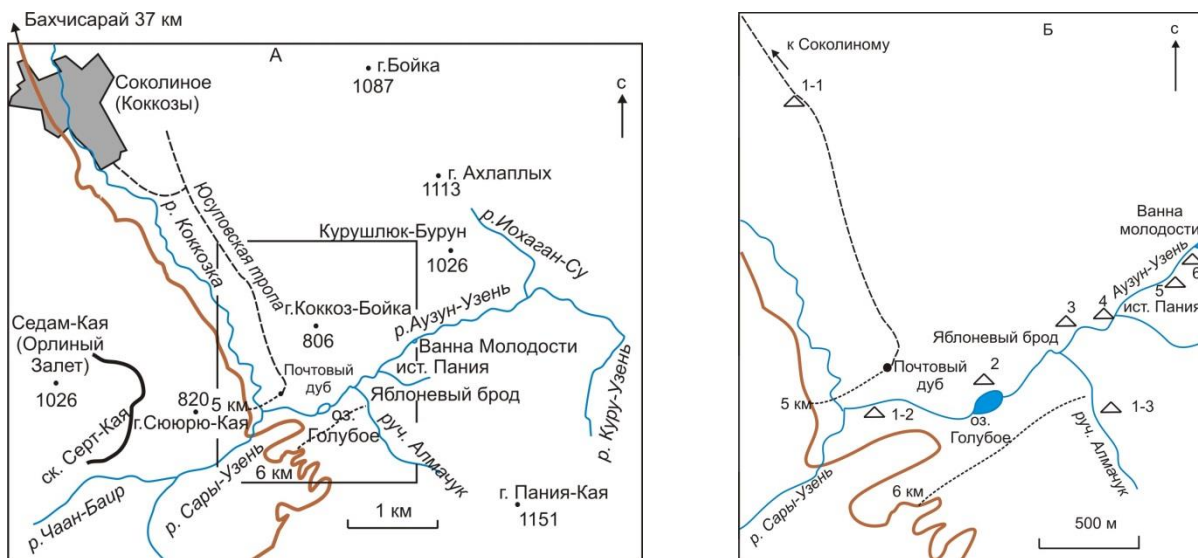 Бахчисарай 37 км
А
с
г.Бойка
1087
Соколиное
(Коккозы)
г. Ахлаплых
1113
Юсуповская тропа
р. Коккозка
Курушлюк-Бурун
1026
р.Иохаган-Су
г.Коккоз-Бойка
806
р.Аузун-Узень
Седам-Кая
(Орлиный
Залет)
1026
Ванна Молодости
ист. Пания
Почтовый
дуб
Яблоневый брод
820
5 км
г.Сююрю-Кая
оз.
Голубое
руч. Алмачук
р. Куру-Узень
ск. Серт-Кая
6 км
р. Сары-Узень
р.Чаан-Баир
г. Пания-Кая
1151
1 км
Б
с
к Соколиному
1-1
Ванна
молодости
Аузун-Узень
6
5
ист. Пания
4
3
Яблоневый брод
Почтовый
дуб
2
5 км
1-2
оз.
Голубое
1-3
руч. Алмачук
6 км
р. Сары-Узень
500 м